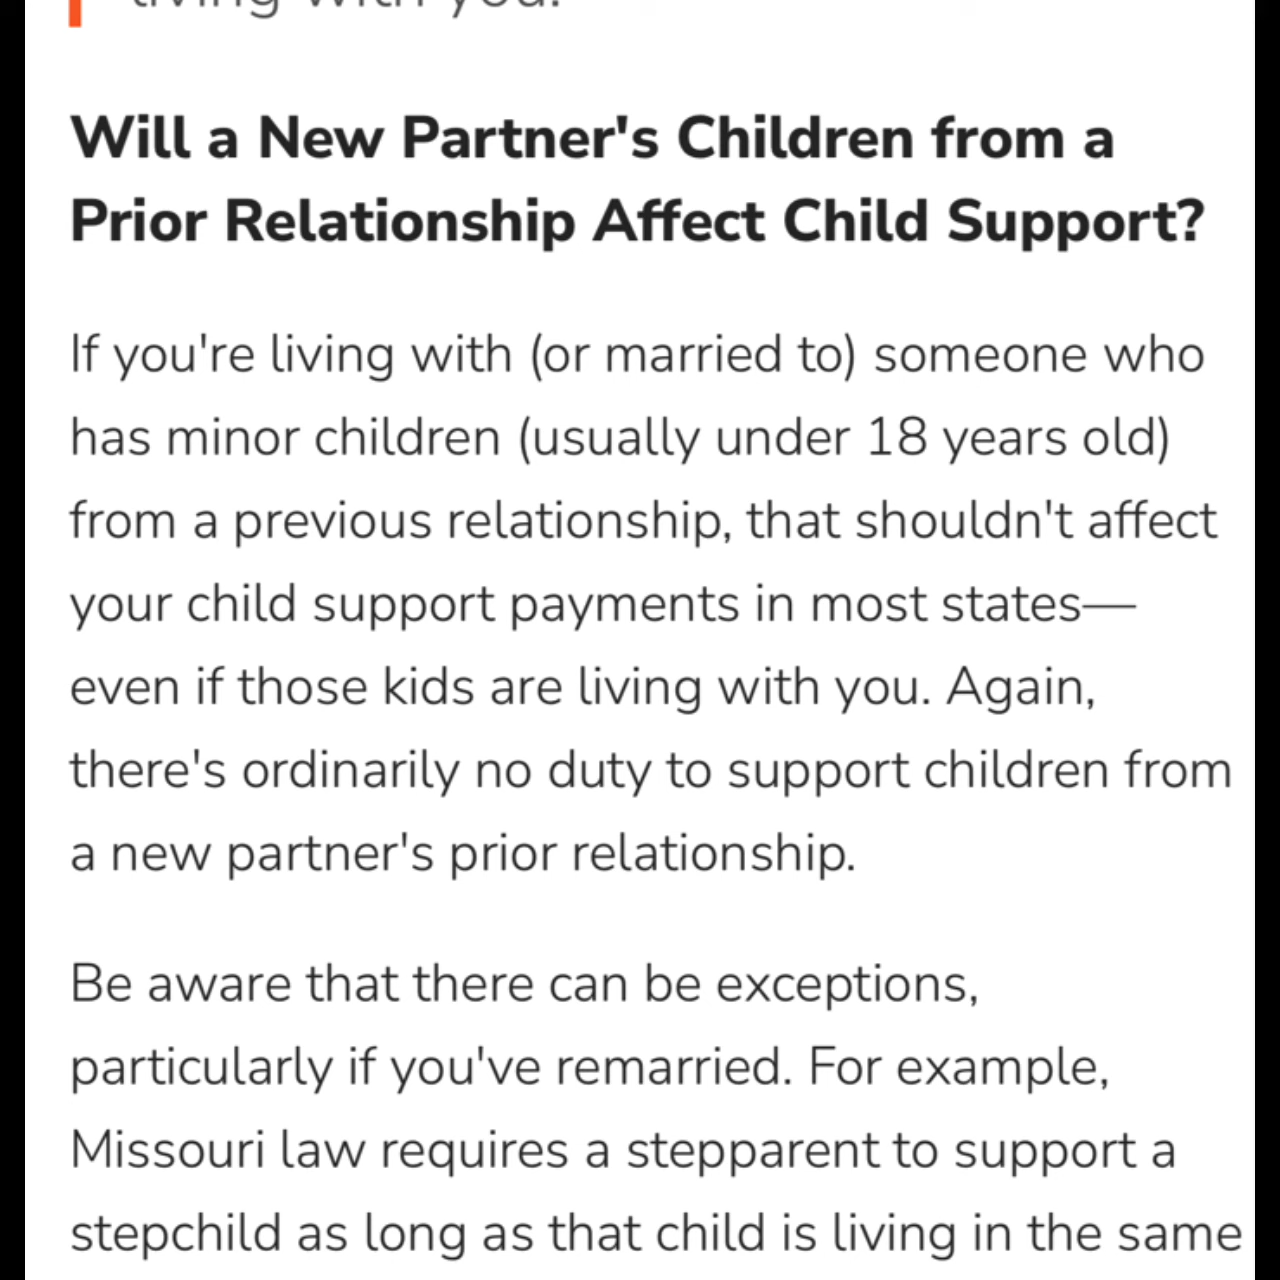 living with you.
Will a New Partner's Children from a
Prior Relationship Affect Child Support?
If you're living with (or married to) someone who
has minor children (usually under 18 years old)
from a previous relationship, that shouldn't affect
your child support payments in most states—
even if those kids are living with you. Again,
there's ordinarily no duty to support children from
a new partner's prior relationship.
Be aware that there can be exceptions,
particularly if you've remarried. For example,
Missouri law requires a stepparent to support a
stepchild as long as that child is living in the same